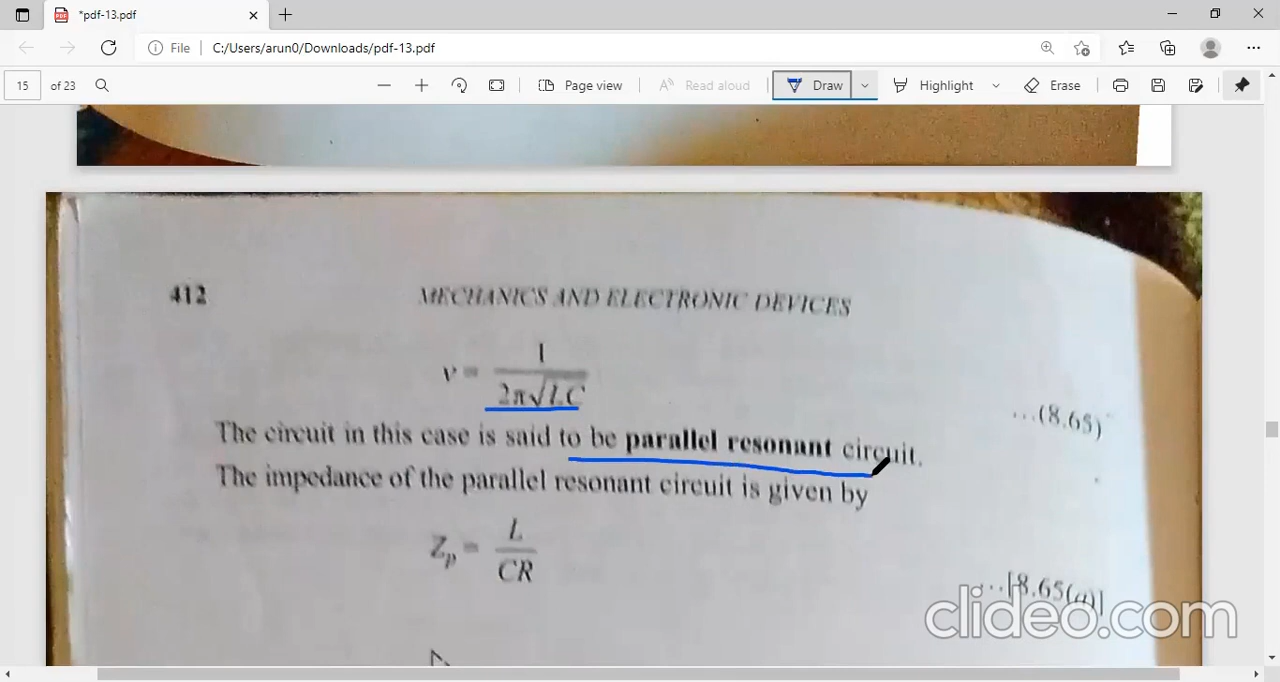 *pdf-13.pdf
File
C:/Users/arun0/Downloads/pdf-13.pdf
15 of 23
Page view
Read aloud
Draw
Highlight
Erase
412
MECHANICS AND ELECTRONIC DEVICES
ν = 1 / 2π√LC
...(8.65)
The circuit in this case is said to be parallel resonant circuit.
The impedance of the parallel resonant circuit is given by
Zp = L / CR
...[8.65(a)]
clideo.com